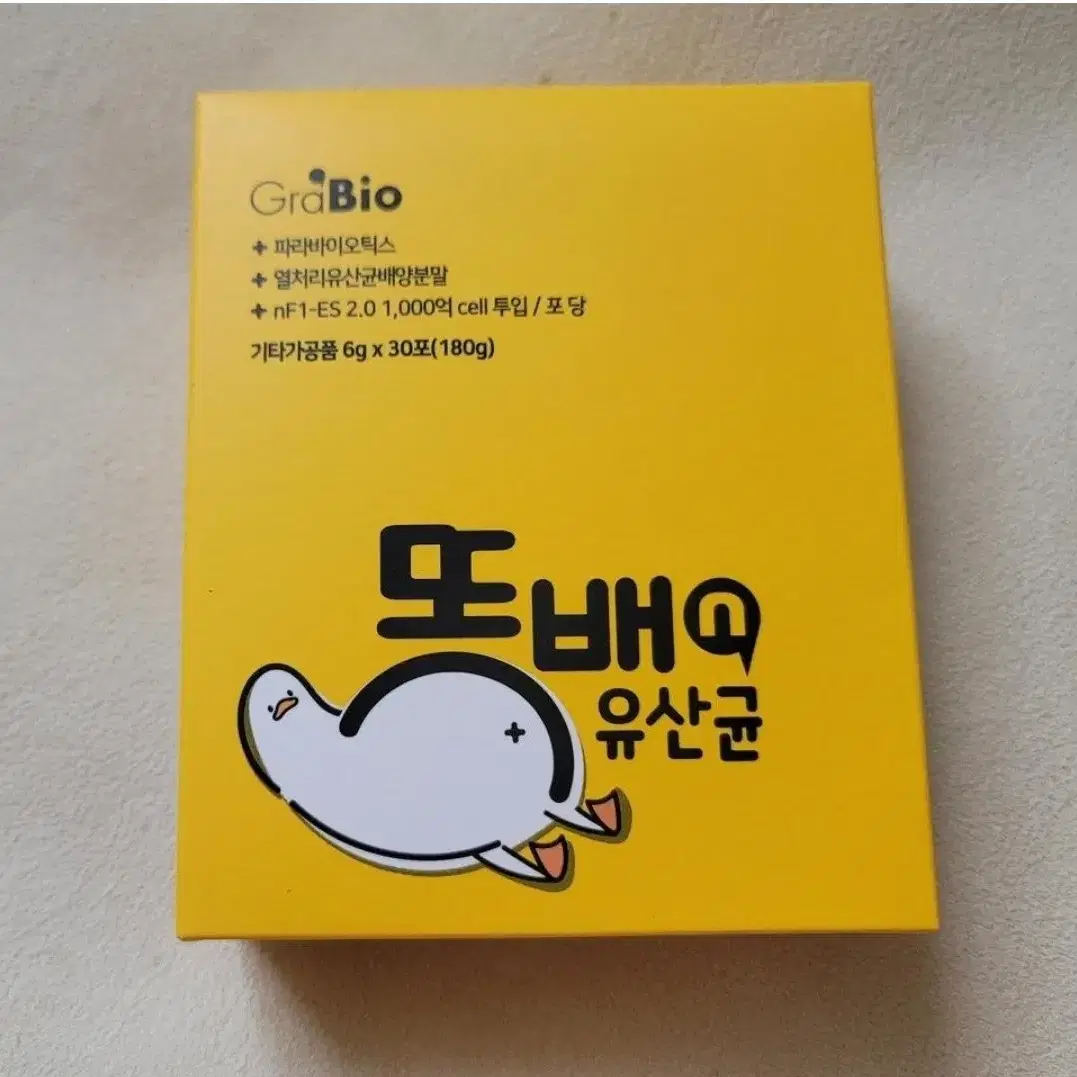 GraBio
+ 파라바이오틱스
+ 열처리유산균배양분말
+ nF1-ES 2.0 1,000억 cell 투입 / 포 당
기타가공품 6g x 30포(180g)
또배
유산균